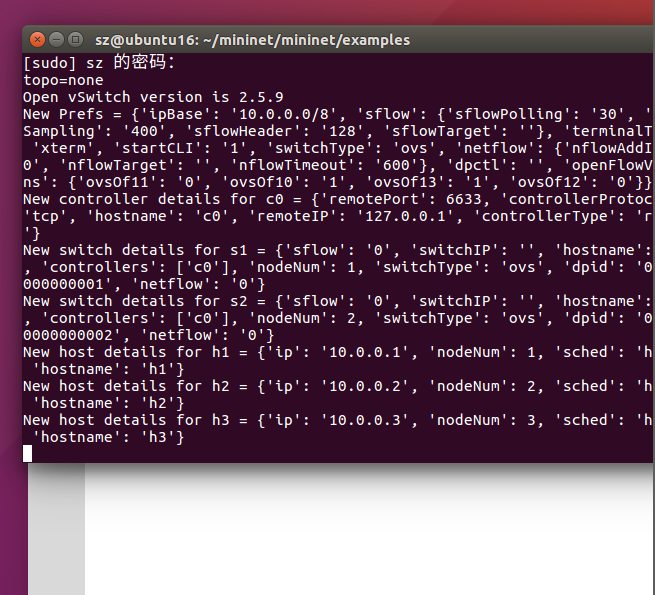 sz@ubuntu16: ~/mininet/mininet/examples
[sudo] sz 的密码：
topo=none
Open vSwitch version is 2.5.9
New Prefs = {'ipBase': '10.0.0.0/8', 'sflow': {'sflowPolling': '30', '
Sampling': '400', 'sflowHeader': '128', 'sflowTarget': ''}, 'terminalT
'xterm', 'startCLI': '1', 'switchType': 'ovs', 'netflow': {'nflowAddI
0', 'nflowTarget': '', 'nflowTimeout': '600'}, 'dpctl': '', 'openFlowV
ns': {'ovsOf11': '0', 'ovsOf10': '1', 'ovsOf13': '1', 'ovsOf12': '0'}}
New controller details for c0 = {'remotePort': 6633, 'controllerProtoc
'tcp', 'hostname': 'c0', 'remoteIP': '127.0.0.1', 'controllerType': 'r
'}
New switch details for s1 = {'sflow': '0', 'switchIP': '', 'hostname':
, 'controllers': ['c0'], 'nodeNum': 1, 'switchType': 'ovs', 'dpid': '0
000000001', 'netflow': '0'}
New switch details for s2 = {'sflow': '0', 'switchIP': '', 'hostname':
, 'controllers': ['c0'], 'nodeNum': 2, 'switchType': 'ovs', 'dpid': '0
0000000002', 'netflow': '0'}
New host details for h1 = {'ip': '10.0.0.1', 'nodeNum': 1, 'sched': 'h
'hostname': 'h1'}
New host details for h2 = {'ip': '10.0.0.2', 'nodeNum': 2, 'sched': 'h
'hostname': 'h2'}
New host details for h3 = {'ip': '10.0.0.3', 'nodeNum': 3, 'sched': 'h
'hostname': 'h3'}